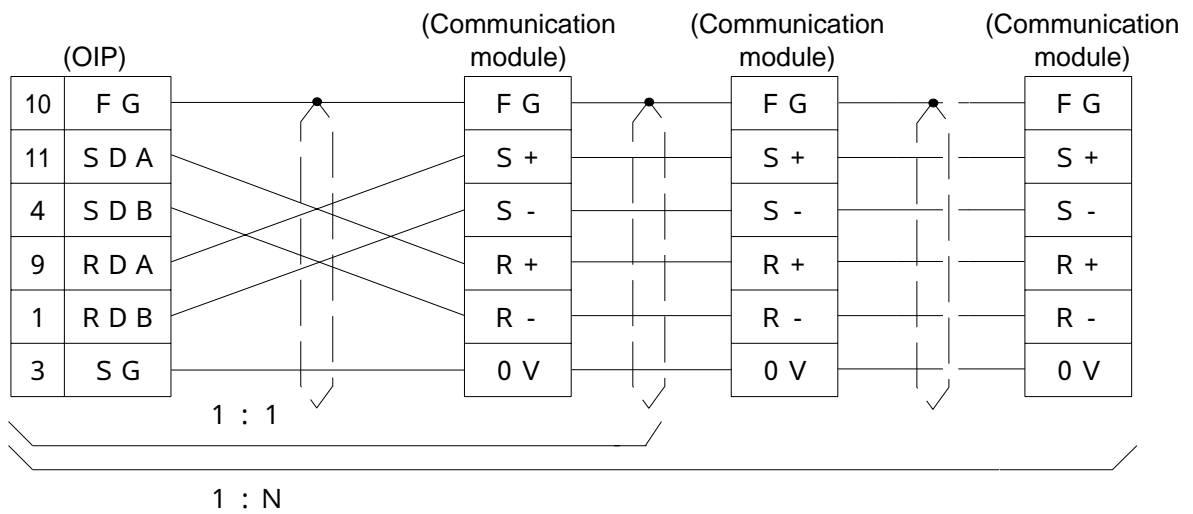 (Communication (Communication (Communication
(OIP) module) module) module)
10 F G F G F G F G
11 S D A S + S + S +
4 S D B S - S - S -
9 R D A R + R + R +
1 R D B R - R - R -
3 S G 0 V 0 V 0 V
1 : 1
1 : N